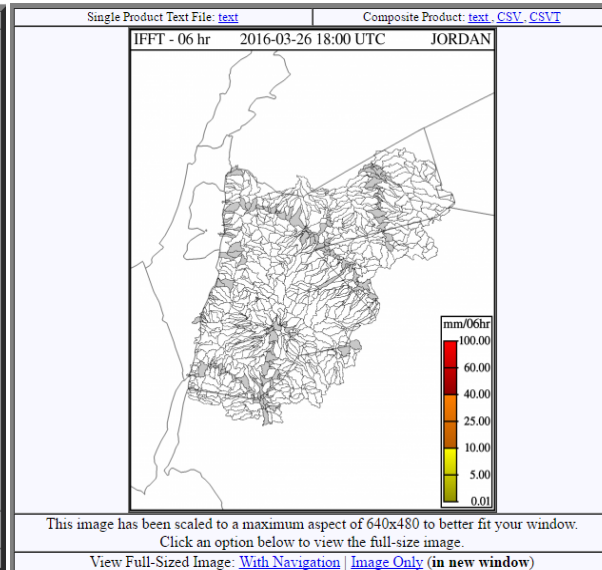 Single Product Text File: text
Composite Product: text , CSV , CSVT
IFFT - 06 hr 2016-03-26 18:00 UTC JORDAN
mm/06hr
100.00
60.00
40.00
25.00
10.00
5.00
0.01
This image has been scaled to a maximum aspect of 640x480 to better fit your window.
Click an option below to view the full-size image.
View Full-Sized Image: With Navigation | Image Only (in new window)